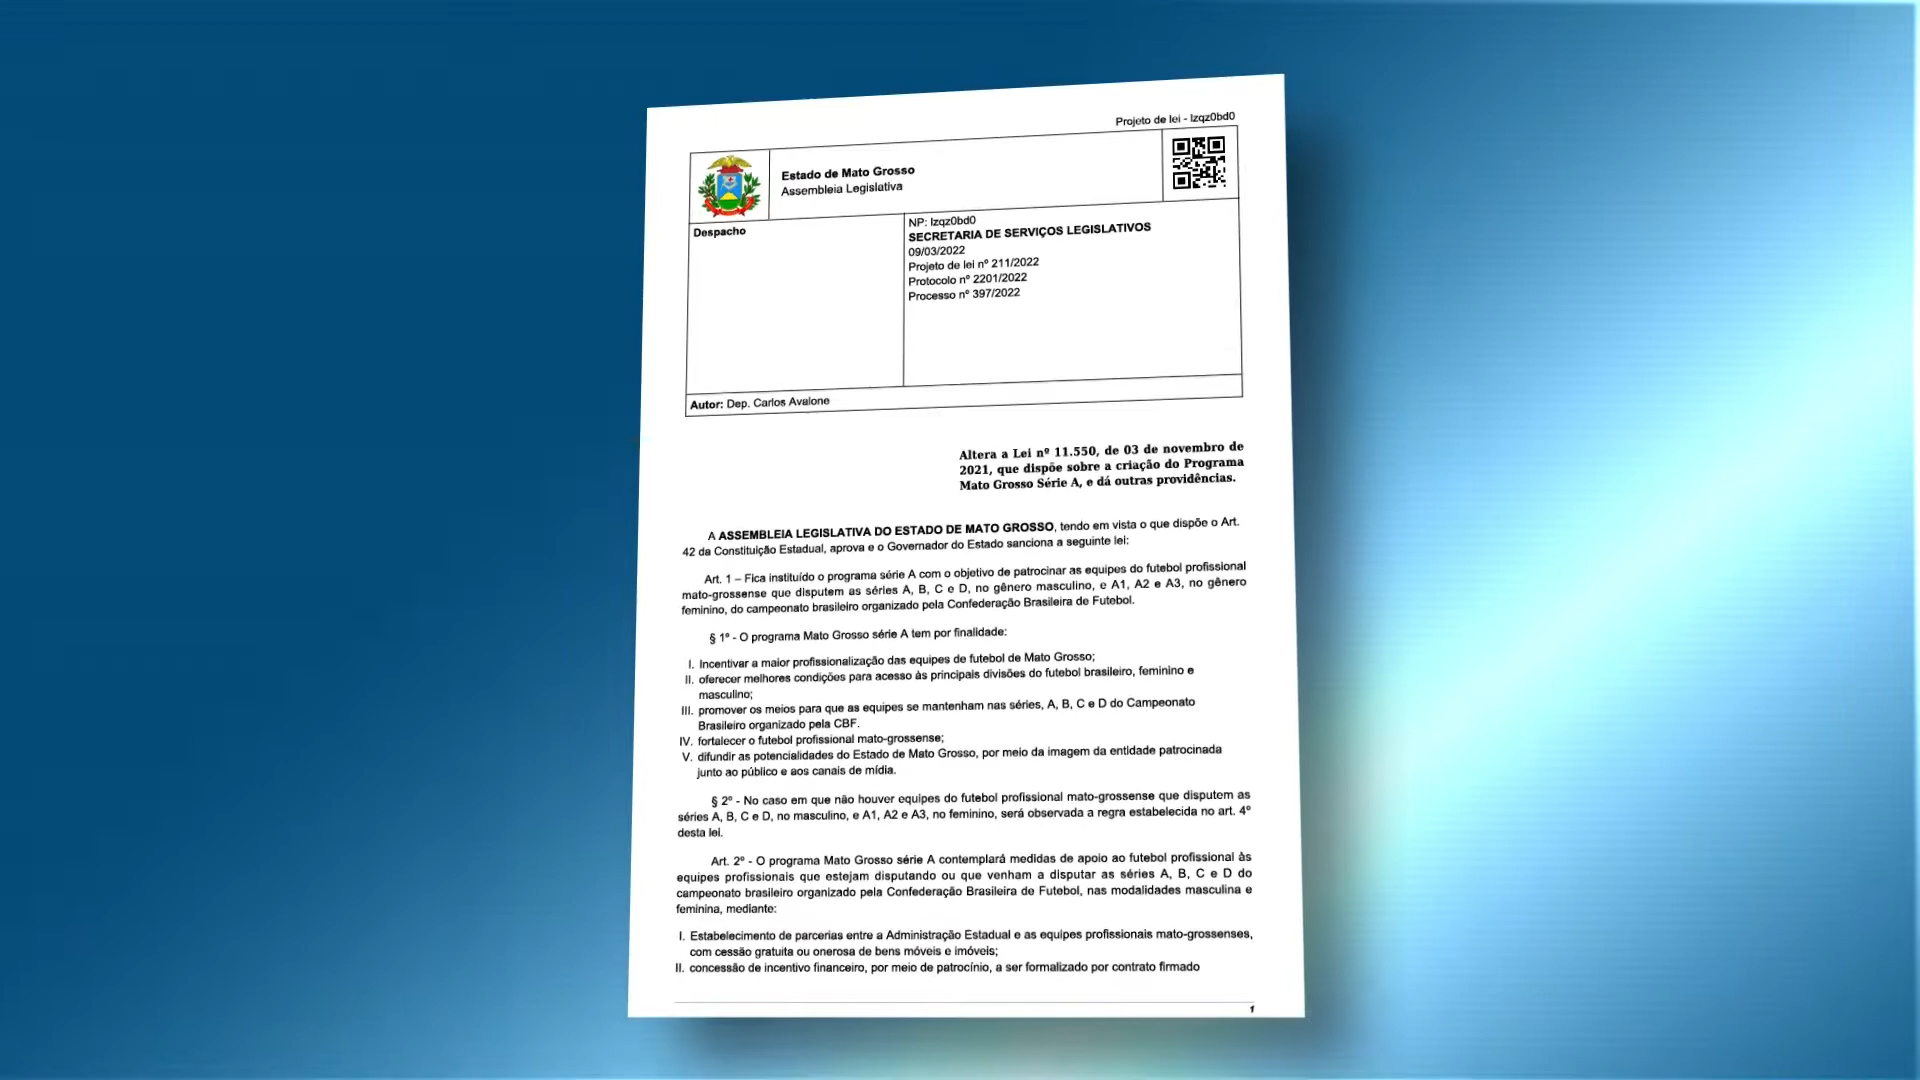 Projeto de lei - lzqz0bd0
Estado de Mato Grosso
Assembleia Legislativa
Despacho
NP: lzqz0bd0
SECRETARIA DE SERVIÇOS LEGISLATIVOS
09/03/2022
Projeto de lei nº 211/2022
Protocolo nº 2201/2022
Processo nº 397/2022
Autor: Dep. Carlos Avalone
Altera a Lei nº 11.550, de 03 de novembro de
2021, que dispõe sobre a criação do Programa
Mato Grosso Série A, e dá outras providências.
A ASSEMBLEIA LEGISLATIVA DO ESTADO DE MATO GROSSO, tendo em vista o que dispõe o Art.
42 da Constituição Estadual, aprova e o Governador do Estado sanciona a seguinte lei:
Art. 1 – Fica instituído o programa série A com o objetivo de patrocinar as equipes do futebol profissional
mato-grossense que disputem as séries A, B, C e D, no gênero masculino, e A1, A2 e A3, no gênero
feminino, do campeonato brasileiro organizado pela Confederação Brasileira de Futebol.
§ 1º - O programa Mato Grosso série A tem por finalidade:
I. Incentivar a maior profissionalização das equipes de futebol de Mato Grosso;
II. oferecer melhores condições para acesso às principais divisões do futebol brasileiro, feminino e
masculino;
III. promover os meios para que as equipes se mantenham nas séries, A, B, C e D do Campeonato
Brasileiro organizado pela CBF.
IV. fortalecer o futebol profissional mato-grossense;
V. difundir as potencialidades do Estado de Mato Grosso, por meio da imagem da entidade patrocinada
junto ao público e aos canais de mídia.
§ 2º - No caso em que não houver equipes do futebol profissional mato-grossense que disputem as
séries A, B, C e D, no masculino, e A1, A2 e A3, no feminino, será observada a regra estabelecida no art. 4º
desta lei.
Art. 2º - O programa Mato Grosso série A contemplará medidas de apoio ao futebol profissional às
equipes profissionais que estejam disputando ou que venham a disputar as séries A, B, C e D do
campeonato brasileiro organizado pela Confederação Brasileira de Futebol, nas modalidades masculina e
feminina, mediante:
I. Estabelecimento de parcerias entre a Administração Estadual e as equipes profissionais mato-grossenses,
com cessão gratuita ou onerosa de bens móveis e imóveis;
II. concessão de incentivo financeiro, por meio de patrocínio, a ser formalizado por contrato firmado
1